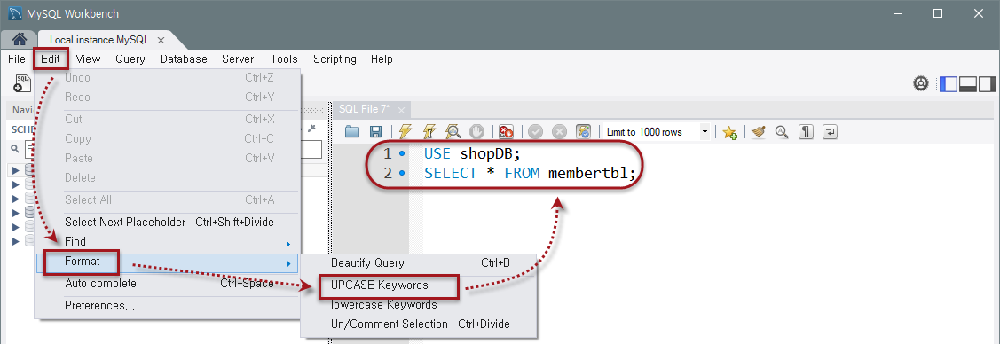 MySQL Workbench
Local instance MySQL
File Edit View Query Database Server Tools Scripting Help
SQL
Undo Ctrl+Z
Redo Ctrl+Y
Cut Ctrl+X
Copy Ctrl+C
Paste Ctrl+V
Delete
Select All Ctrl+A
Select Next Placeholder Ctrl+Shift+Divide
Find
Format
Auto complete Ctrl+Space
Preferences...
Beautify Query Ctrl+B
UPCASE Keywords
lowercase Keywords
Un/Comment Selection Ctrl+Divide
Navi
SCHE
SQL File 7*
Limit to 1000 rows
1 USE shopDB;
2 SELECT * FROM membertbl;